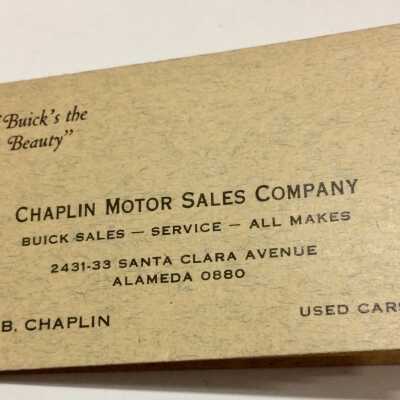 "Buick's the
Beauty"
CHAPLIN MOTOR SALES COMPANY
BUICK SALES — SERVICE — ALL MAKES
2431-33 SANTA CLARA AVENUE
ALAMEDA 0880
B. CHAPLIN
USED CARS